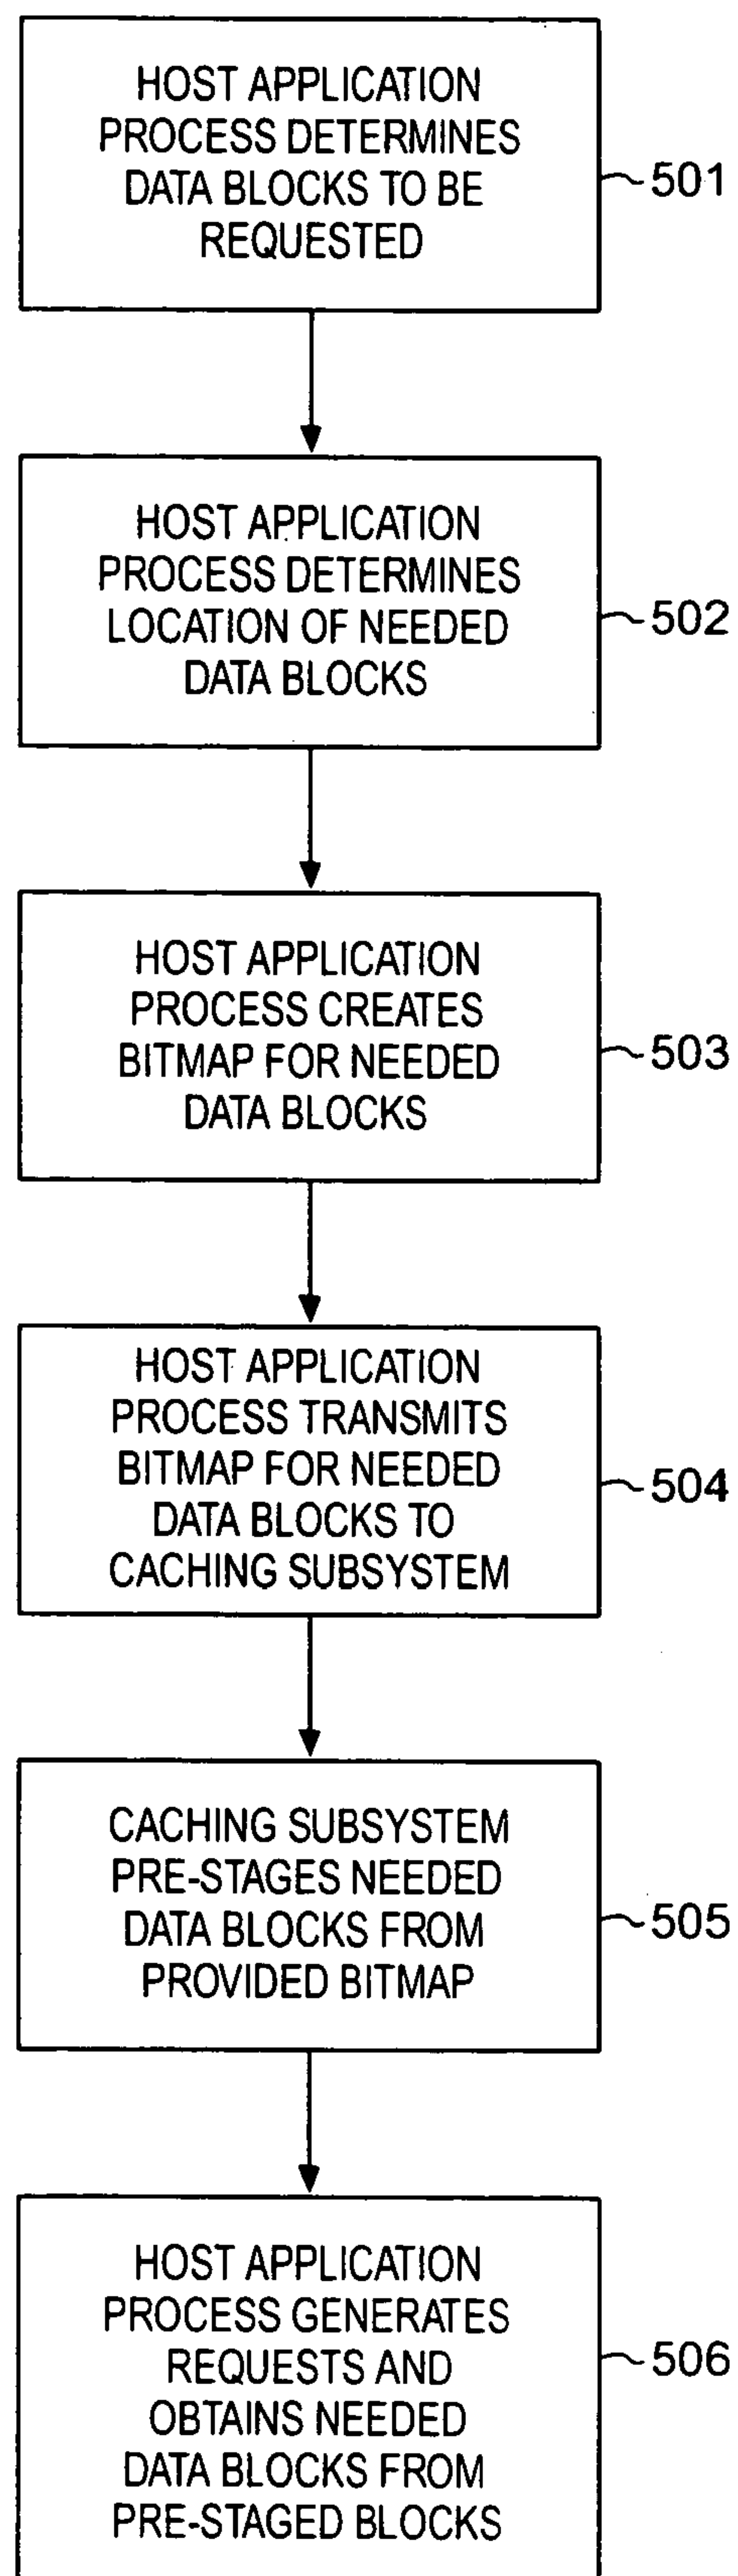 HOST APPLICATION
PROCESS DETERMINES
DATA BLOCKS TO BE
REQUESTED
501
HOST APPLICATION
PROCESS DETERMINES
LOCATION OF NEEDED
DATA BLOCKS
502
HOST APPLICATION
PROCESS CREATES
BITMAP FOR NEEDED
DATA BLOCKS
503
HOST APPLICATION
PROCESS TRANSMITS
BITMAP FOR NEEDED
DATA BLOCKS TO
CACHING SUBSYSTEM
504
CACHING SUBSYSTEM
PRE-STAGES NEEDED
DATA BLOCKS FROM
PROVIDED BITMAP
505
HOST APPLICATION
PROCESS GENERATES
REQUESTS AND
OBTAINS NEEDED
DATA BLOCKS FROM
PRE-STAGED BLOCKS
506